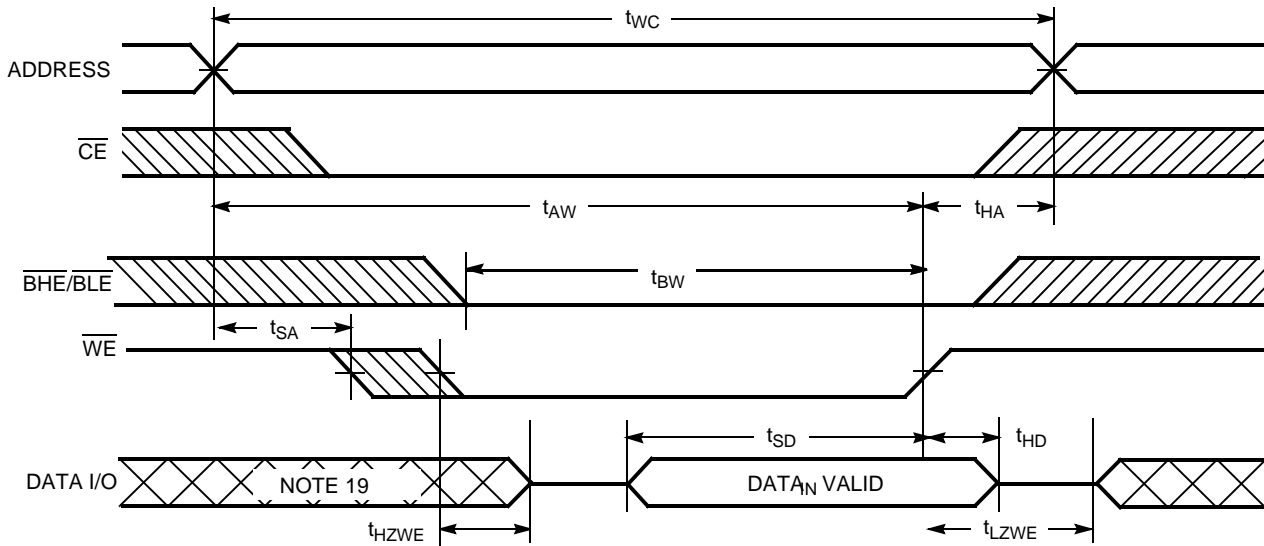 tWC
ADDRESS
CE
tAW
tHA
BHE/BLE
tBW
tSA
WE
tSD
tHD
DATA I/O
NOTE 19
DATAIN VALID
tHZWE
tLZWE